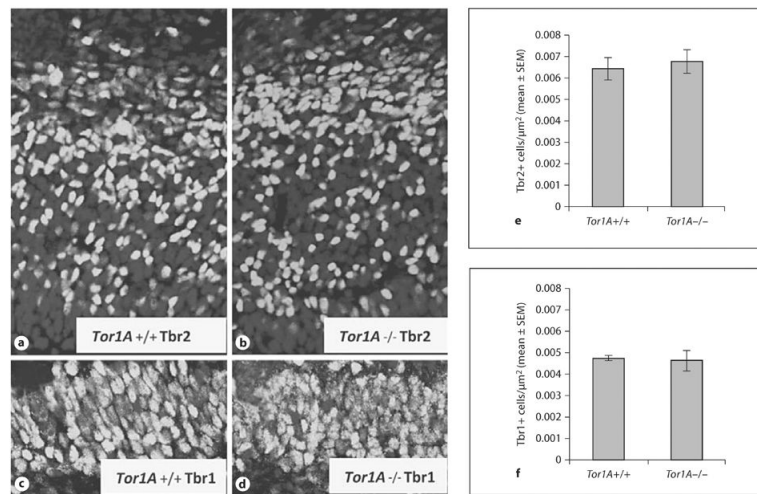 a
Tor1A +/+ Tbr2
b
Tor1A -/- Tbr2
c
Tor1A +/+ Tbr1
d
Tor1A -/- Tbr1
Tbr2+ cells/µm² (mean ± SEM)
0.008
0.007
0.006
0.005
0.004
0.003
0.002
0.001
0
e
Tor1A+/+
Tor1A−/−
Tbr1+ cells/µm² (mean ± SEM)
0.008
0.007
0.006
0.005
0.004
0.003
0.002
0.001
0
f
Tor1A+/+
Tor1A−/−